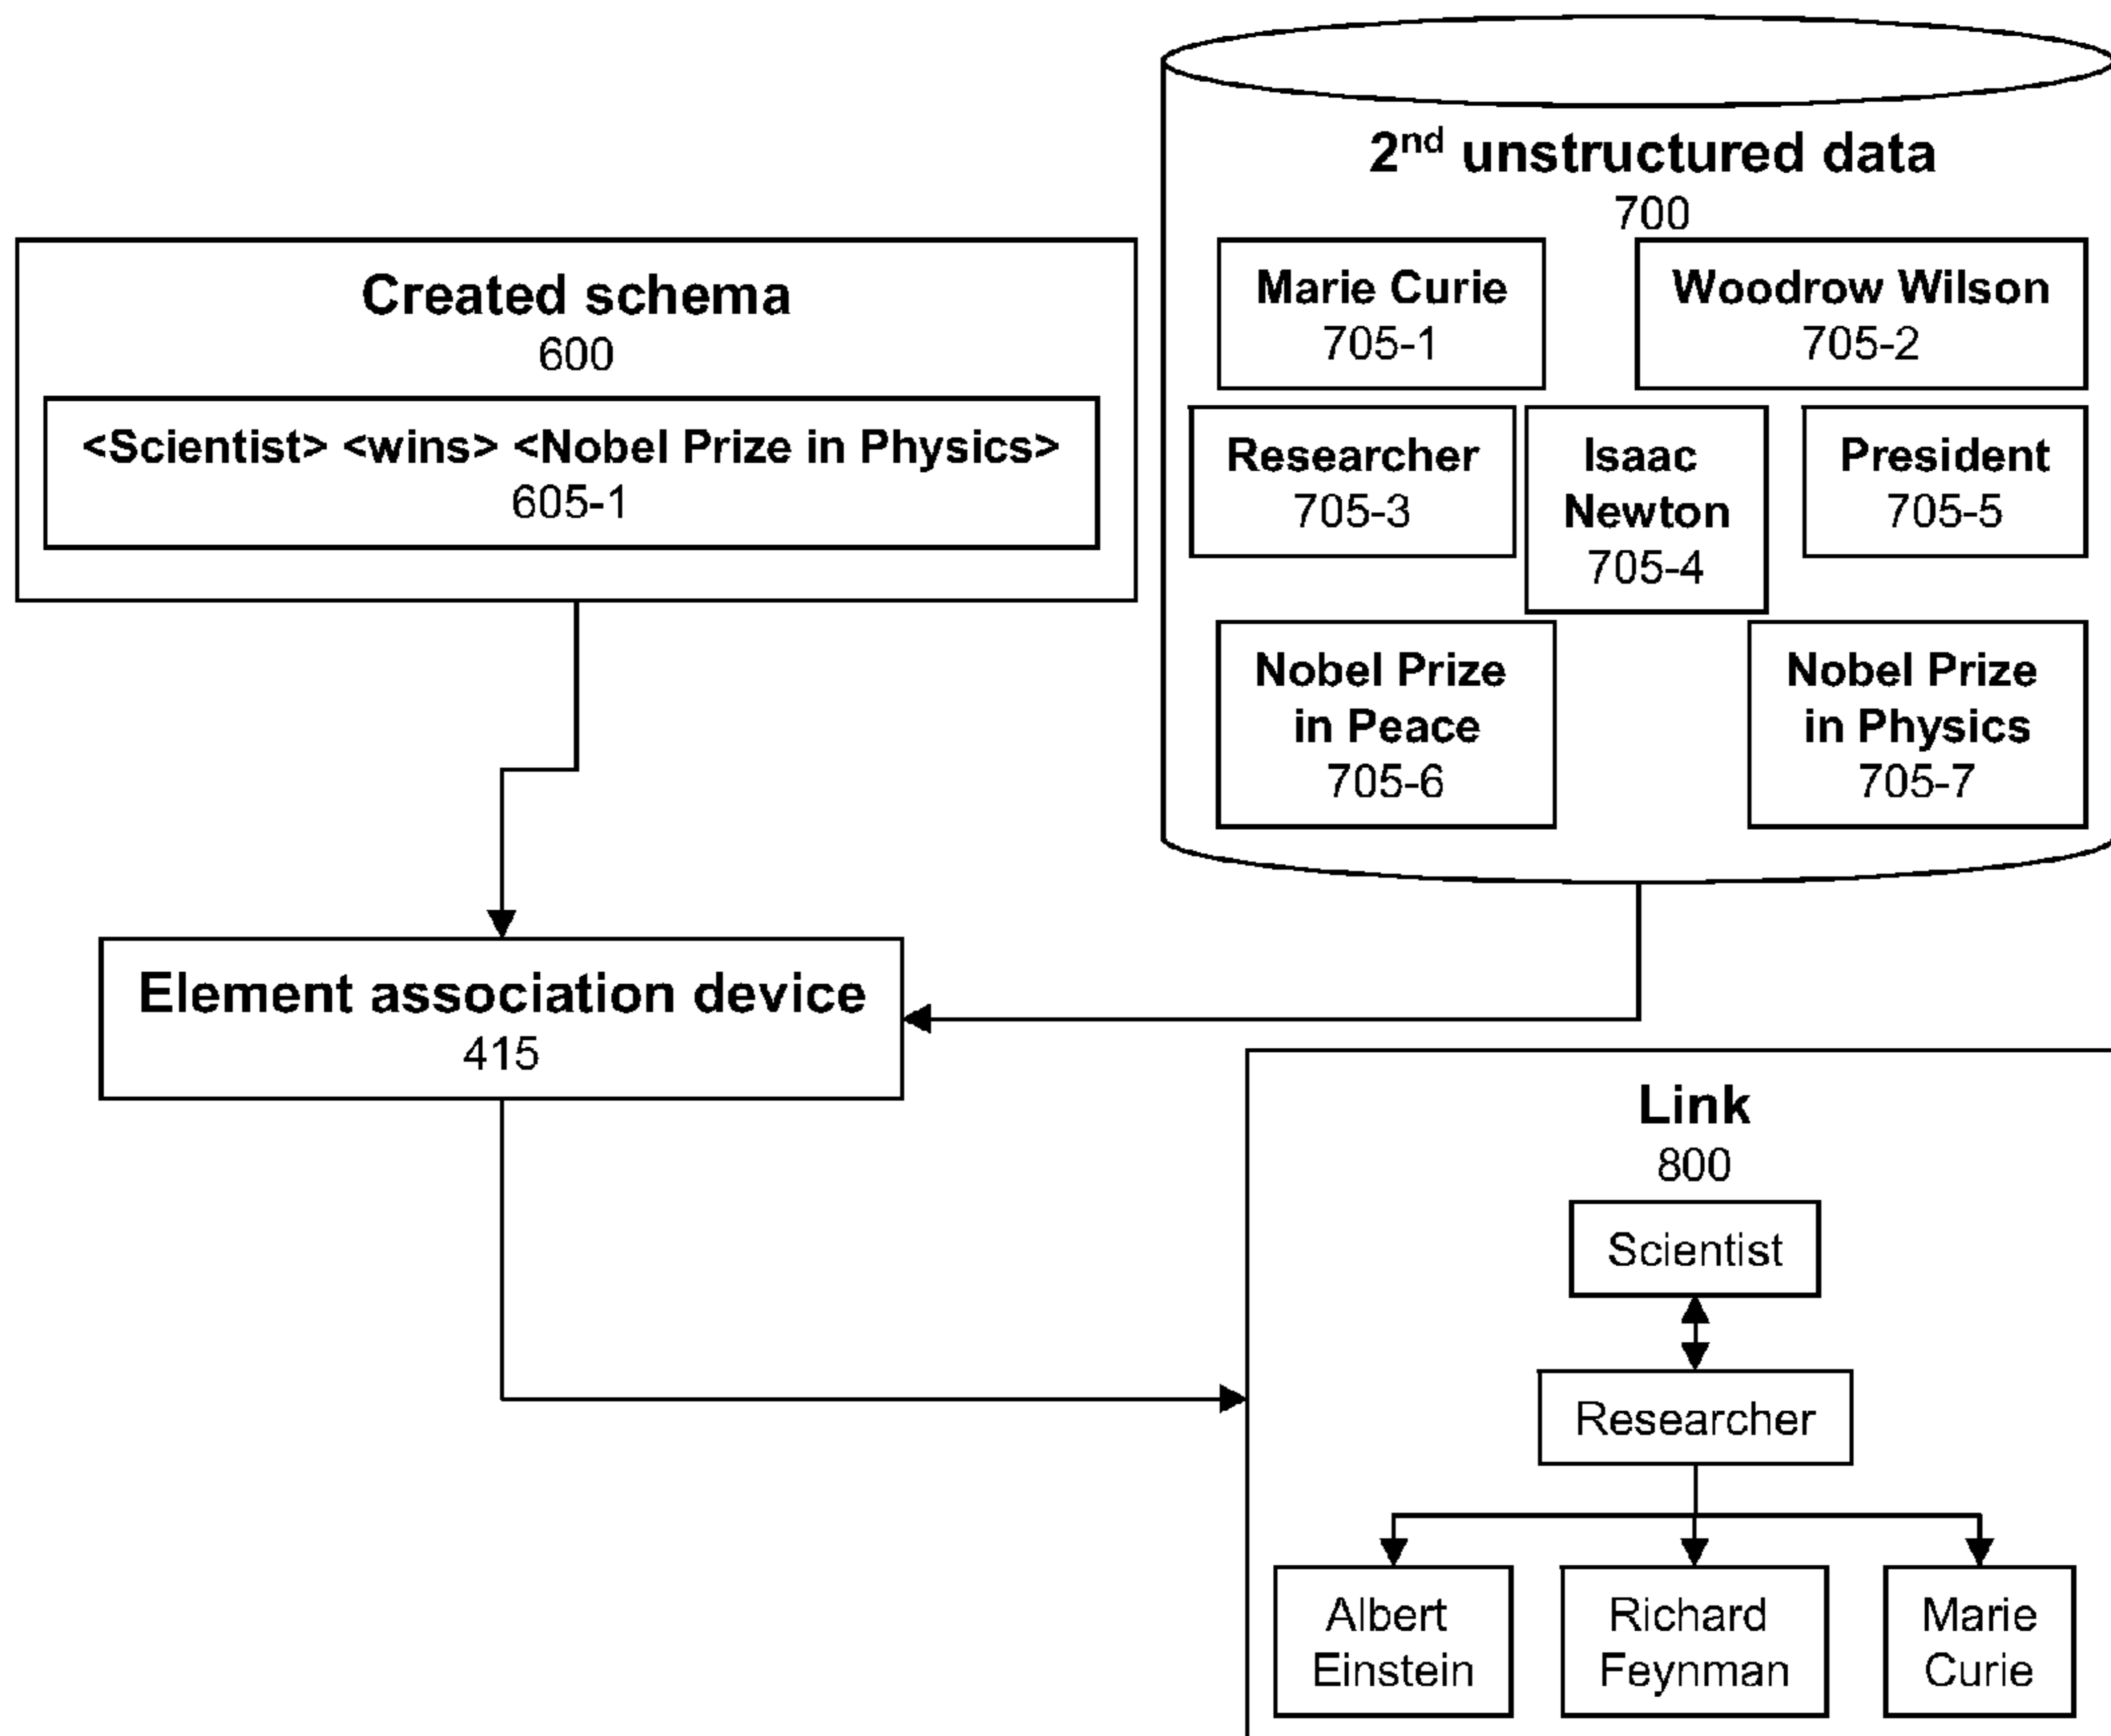 2nd unstructured data
700
Marie Curie
705-1
Woodrow Wilson
705-2
Researcher
705-3
Isaac
Newton
705-4
President
705-5
Nobel Prize
in Peace
705-6
Nobel Prize
in Physics
705-7
Created schema
600
<Scientist> <wins> <Nobel Prize in Physics>
605-1
Element association device
415
Link
800
Scientist
Researcher
Albert
Einstein
Richard
Feynman
Marie
Curie